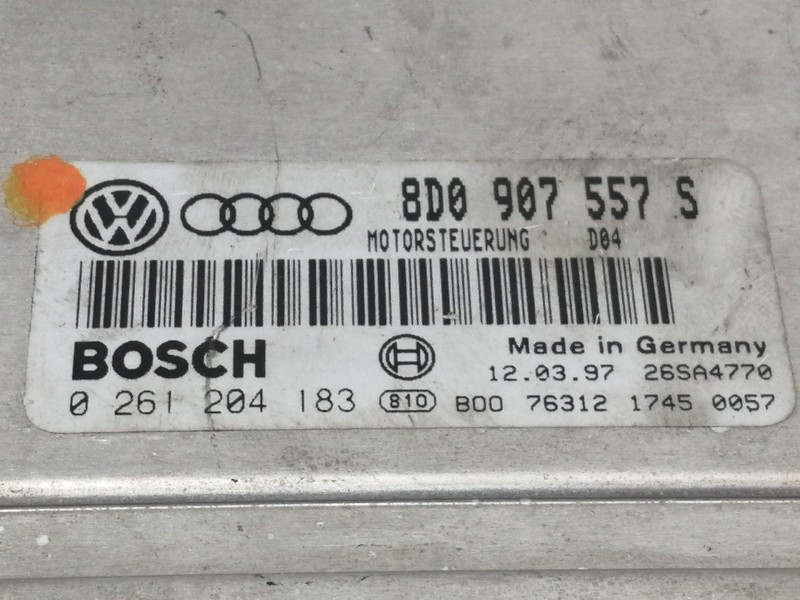 8D0 907 557 S
MOTORSTEUERUNG D04
BOSCH
Made in Germany
12.03.97 26SA4770
0 261 204 183 810 B00 76312 1745 0057